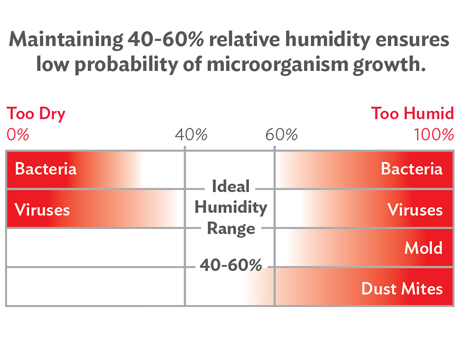 Maintaining 40-60% relative humidity ensures
low probability of microorganism growth.
Too Dry
Too Humid
0%
40%
60%
100%
Bacteria
Bacteria
Viruses
Viruses
Ideal
Humidity
Range
40-60%
Mold
Dust Mites